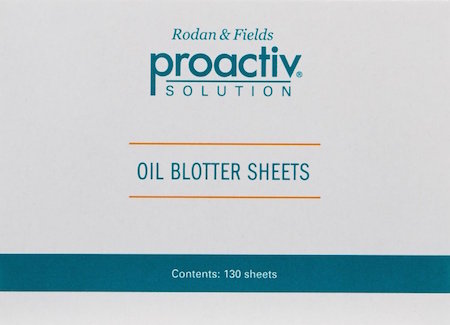 Rodan & Fields
proactiv®
SOLUTION
OIL BLOTTER SHEETS
Contents: 130 sheets